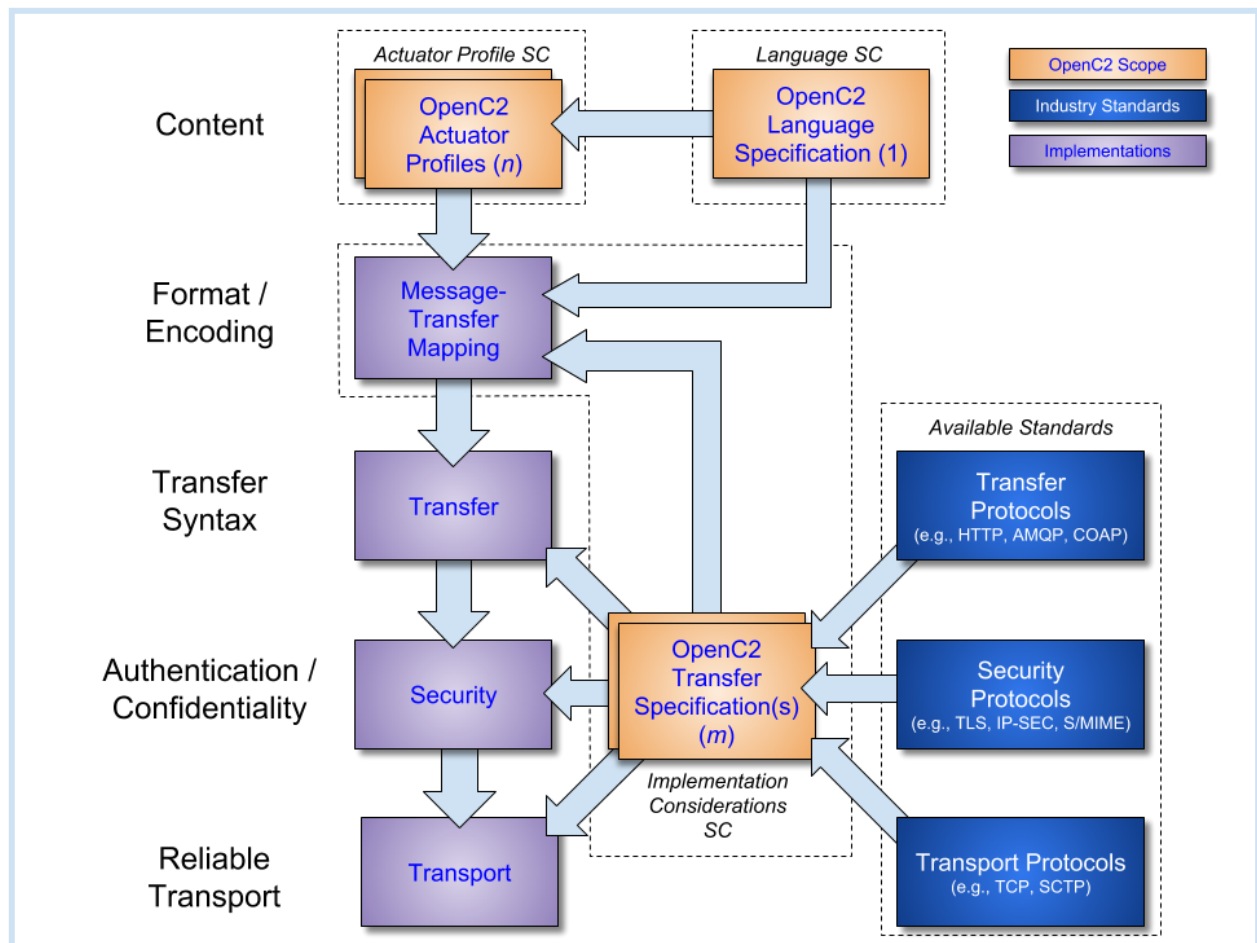 Actuator Profile SC
Language SC
OpenC2 Scope
Industry Standards
Implementations
Content
OpenC2
Actuator
Profiles (n)
OpenC2
Language
Specification (1)
Format /
Encoding
Message-
Transfer
Mapping
Available Standards
Transfer
Syntax
Transfer
Transfer
Protocols
(e.g., HTTP, AMQP, COAP)
Authentication /
Confidentiality
Security
OpenC2
Transfer
Specification(s)
(m)
Security
Protocols
(e.g., TLS, IP-SEC, S/MIME)
Implementation
Considerations
SC
Reliable
Transport
Transport
Transport Protocols
(e.g., TCP, SCTP)